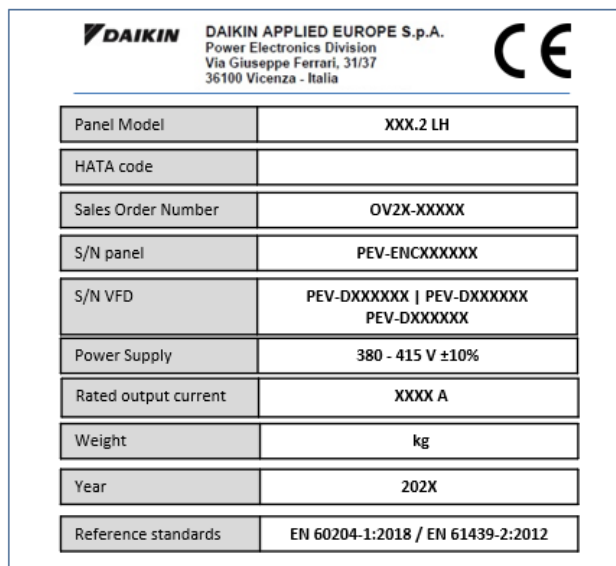 DAIKIN
DAIKIN APPLIED EUROPE S.p.A.
Power Electronics Division
Via Giuseppe Ferrari, 31/37
36100 Vicenza - Italia
CE
Panel Model XXX.2 LH
HATA code
Sales Order Number OV2X-XXXXX
S/N panel PEV-ENCXXXXXX
S/N VFD PEV-DXXXXXX | PEV-DXXXXXX
PEV-DXXXXXX
Power Supply 380 - 415 V ±10%
Rated output current XXXX A
Weight kg
Year 202X
Reference standards EN 60204-1:2018 / EN 61439-2:2012